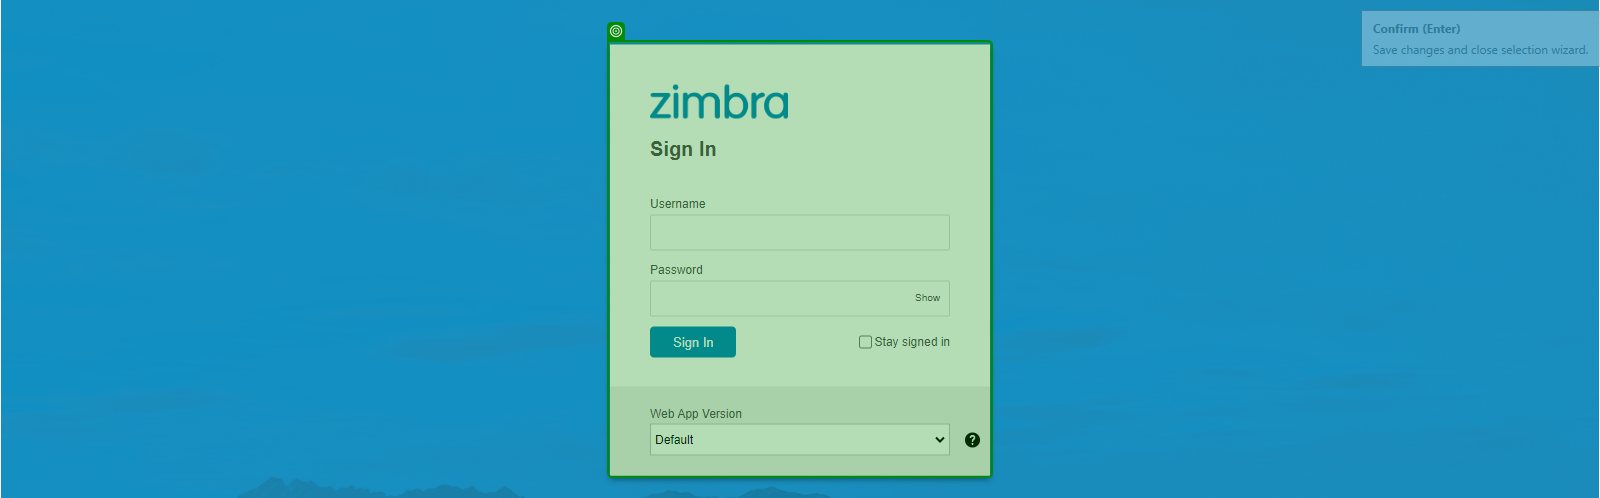 Confirm (Enter)
Save changes and close selection wizard.
zimbra
Sign In
Username
Password
Show
Sign In
Stay signed in
Web App Version
Default
?